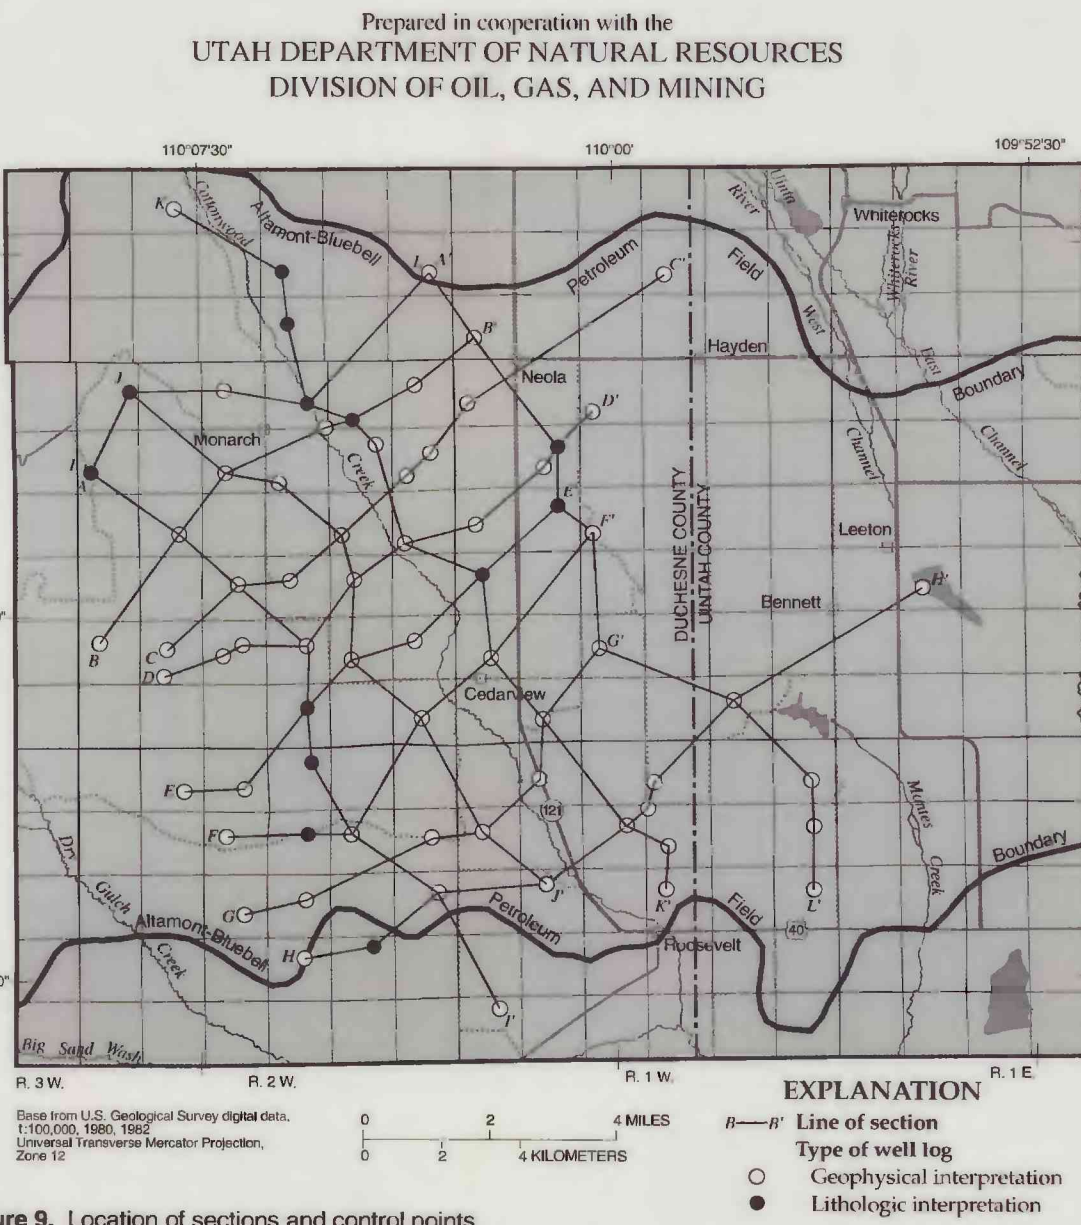 Prepared in cooperation with the
UTAH DEPARTMENT OF NATURAL RESOURCES
DIVISION OF OIL, GAS, AND MINING
110°07'30"
110°00'
109°52'30"
K
Cottonwood
Altamont-Bluebell
L A'
Petroleum
C'
Field
River
Uinta
Whiterocks
Whiterocks
River
B'
West
Hayden
East
Boundary
Neola
J
D'
Monarch
Channel
Channel
I
A
Creek
E'
DUCHESNE COUNTY
UINTAH COUNTY
F'
Leeton
H'
Bennett
B
C
D
G'
Cedarview
E
121
F
Montes
Creek
Dry
Gulch
Creek
G
J'
K'
L'
Altamont-Bluebell
Petroleum
Field
Boundary
H
Roosevelt
40
I'
Big Sand Wash
R. 3 W.
R. 2 W.
R. 1 W.
R. 1 E.
Base from U.S. Geological Survey digital data,
1:100,000, 1980, 1982
Universal Transverse Mercator Projection,
Zone 12
0 2 4 MILES
0 2 4 KILOMETERS
EXPLANATION
B—B' Line of section
Type of well log
Geophysical interpretation
Lithologic interpretation
ure 9. Location of sections and control points